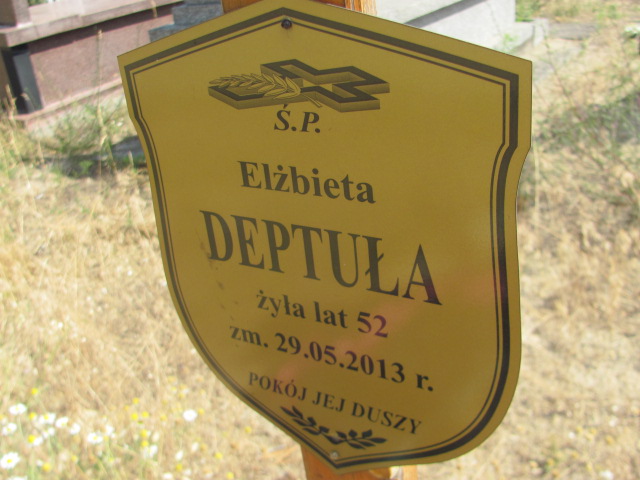 Ś.P.
Elżbieta
DEPTUŁA
żyła lat 52
zm. 29.05.2013 r.
POKÓJ JEJ DUSZY